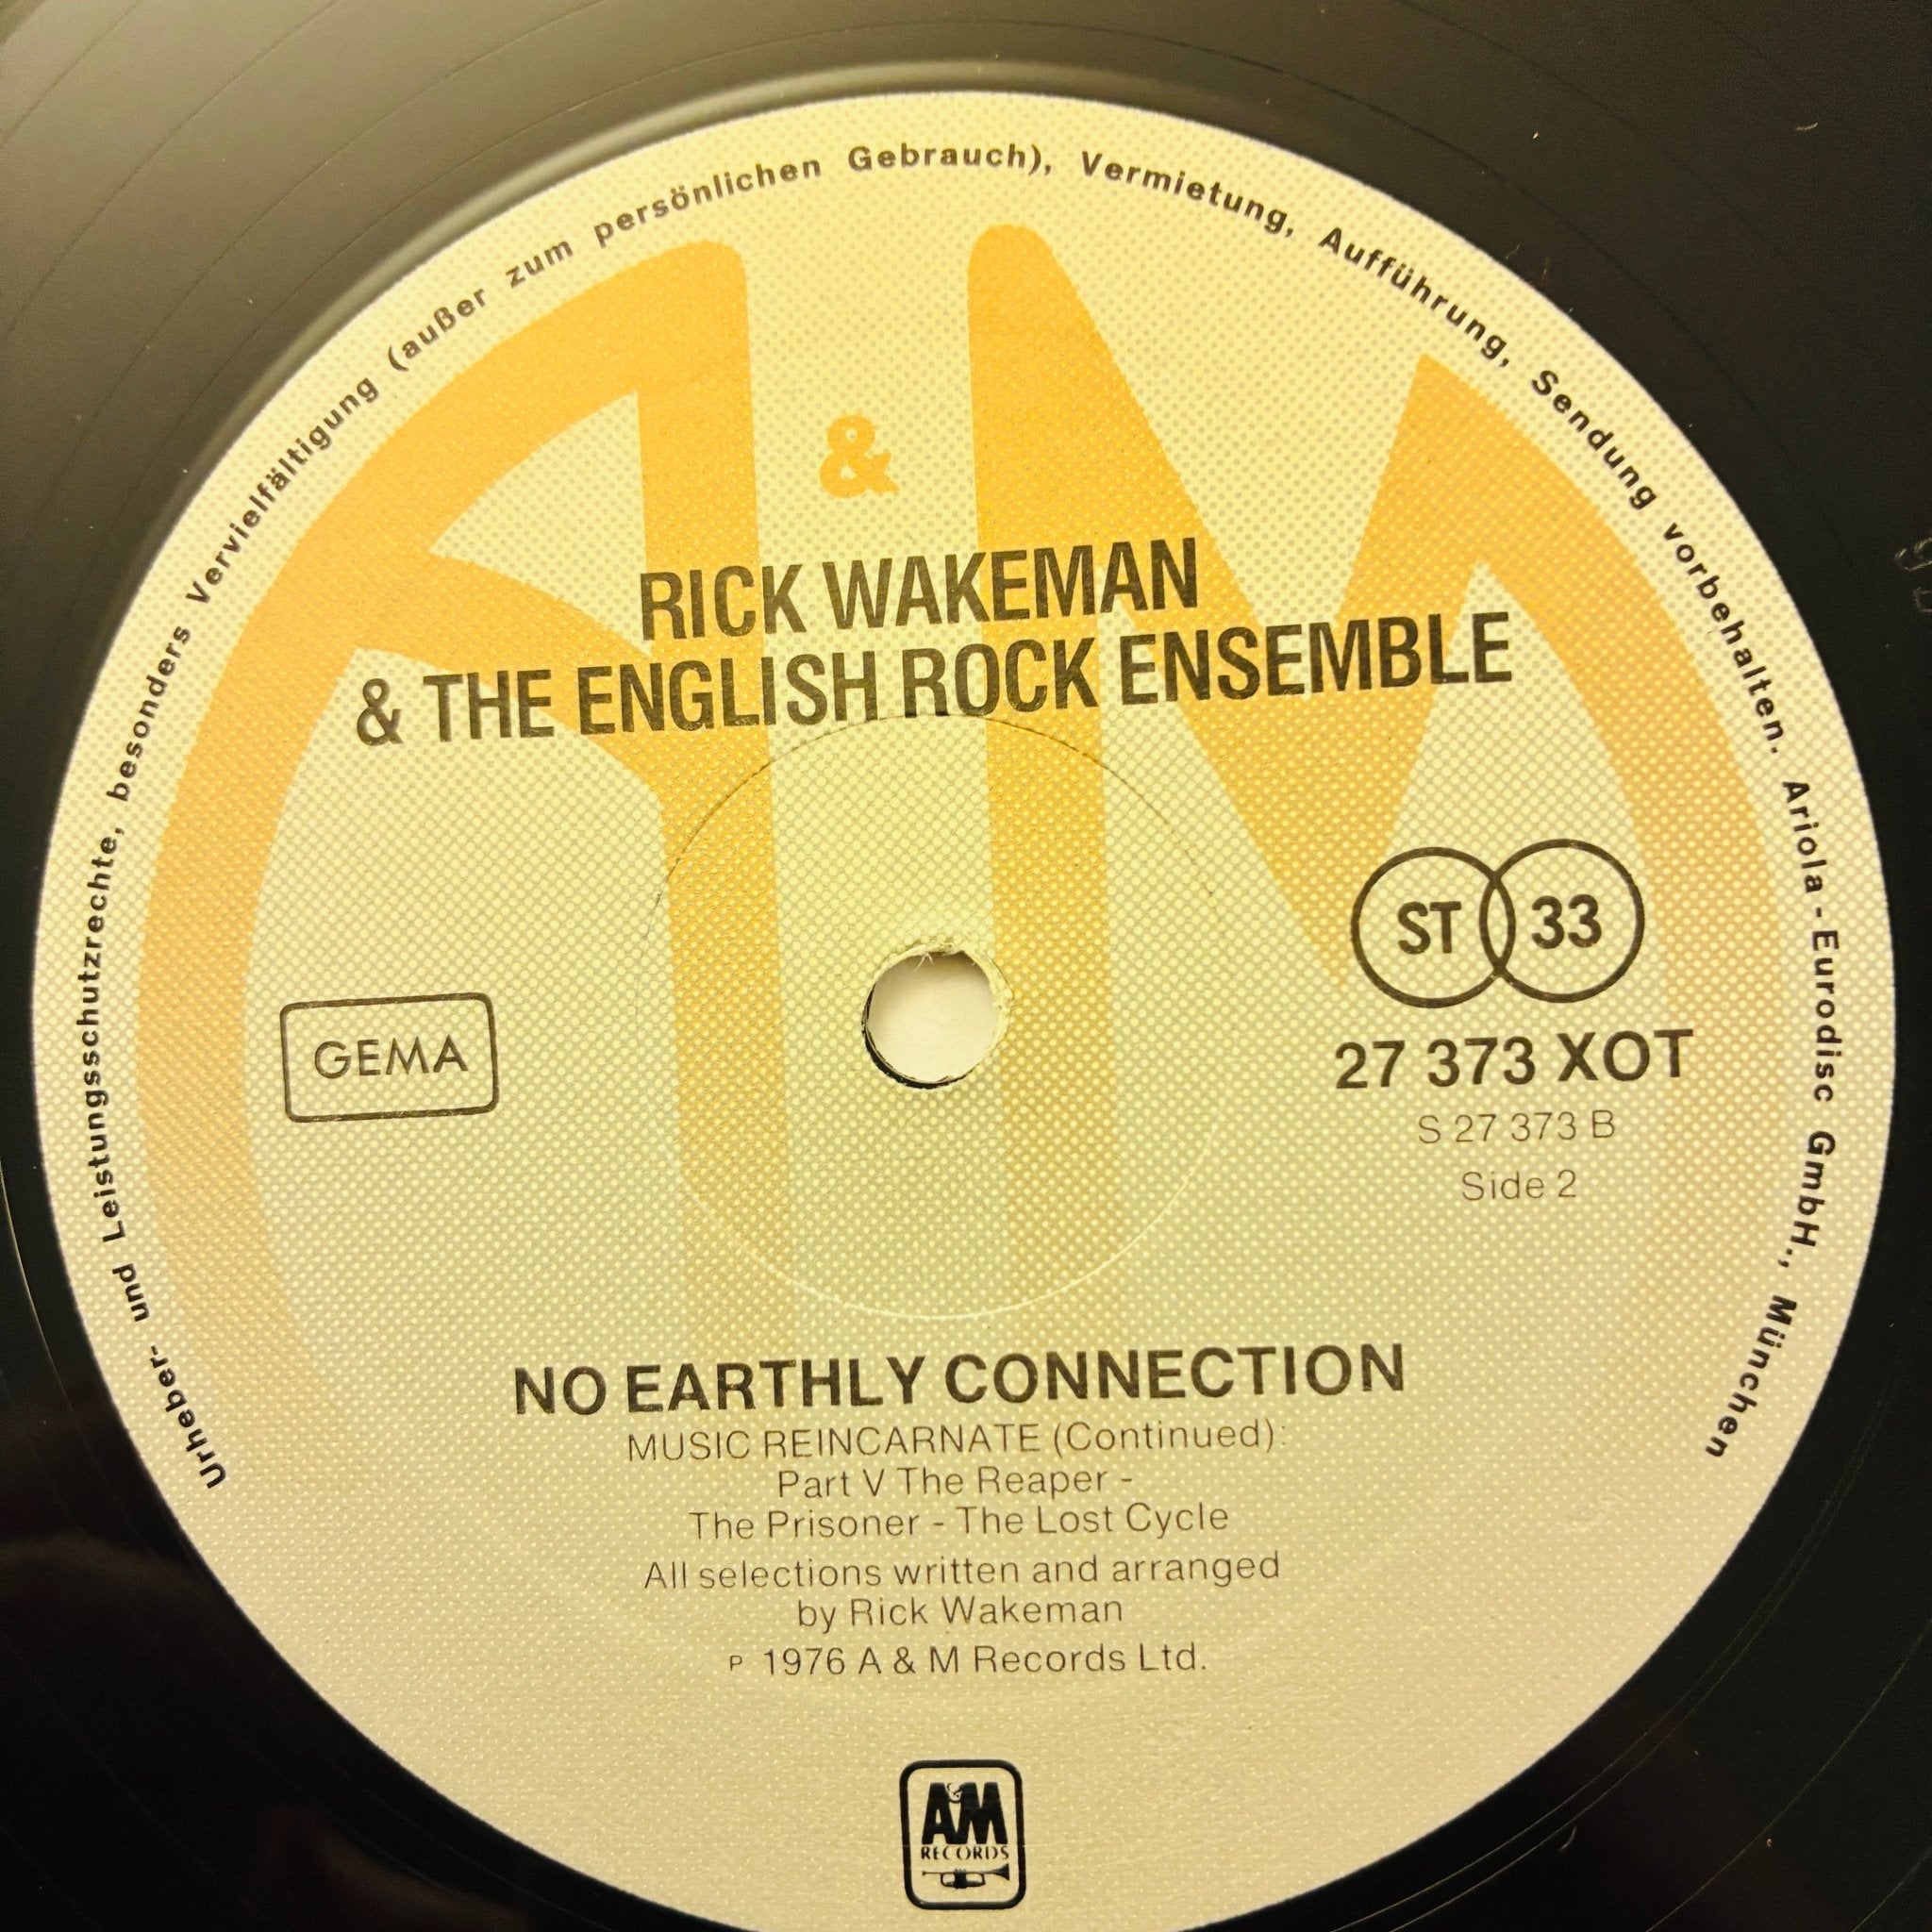 Urheber- und Leistungsschutzrechte, besonders Vervielfältigung (außer zum persönlichen Gebrauch), Vermietung, Aufführung, Sendung vorbehalten. Ariola-Eurodisc GmbH., München
&
RICK WAKEMAN
& THE ENGLISH ROCK ENSEMBLE
ST 33
GEMA
27 373 XOT
S 27 373 B
Side 2
NO EARTHLY CONNECTION
MUSIC REINCARNATE (Continued):
Part V The Reaper -
The Prisoner - The Lost Cycle
All selections written and arranged
by Rick Wakeman
P 1976 A & M Records Ltd.
A&M
RECORDS